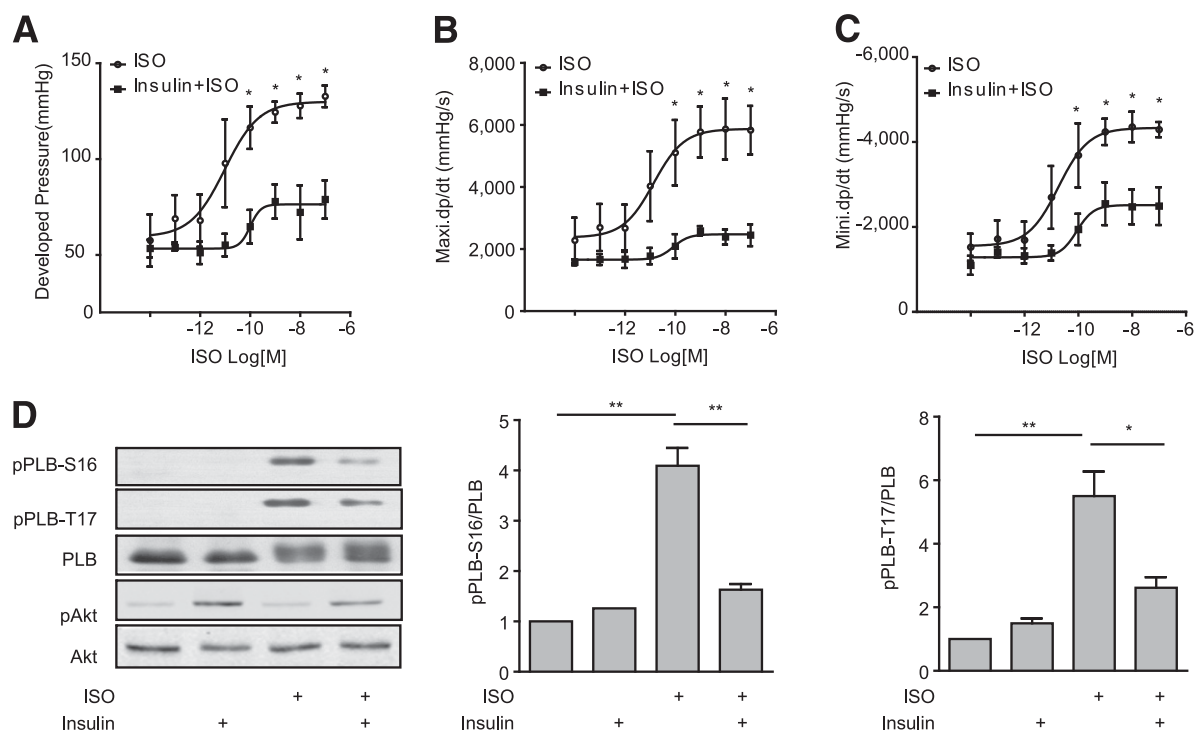 A
150
100
50
0
-12
-10
-8
-6
Developed Pressure(mmHg)
ISO Log[M]
ISO
Insulin+ISO
* * * *
B
8,000
6,000
4,000
2,000
0
-12
-10
-8
-6
Maxi.dp/dt (mmHg/s)
ISO Log[M]
ISO
Insulin+ISO
* * * *
C
-6,000
-4,000
-2,000
0
-12
-10
-8
-6
Mini.dp/dt (mmHg/s)
ISO Log[M]
ISO
Insulin+ISO
* * * *
D
pPLB-S16
pPLB-T17
PLB
pAkt
Akt
ISO + +
Insulin + +
5
4
3
2
1
0
pPLB-S16/PLB
** **
ISO + +
Insulin + +
8
6
4
2
0
pPLB-T17/PLB
** *
ISO + +
Insulin + +